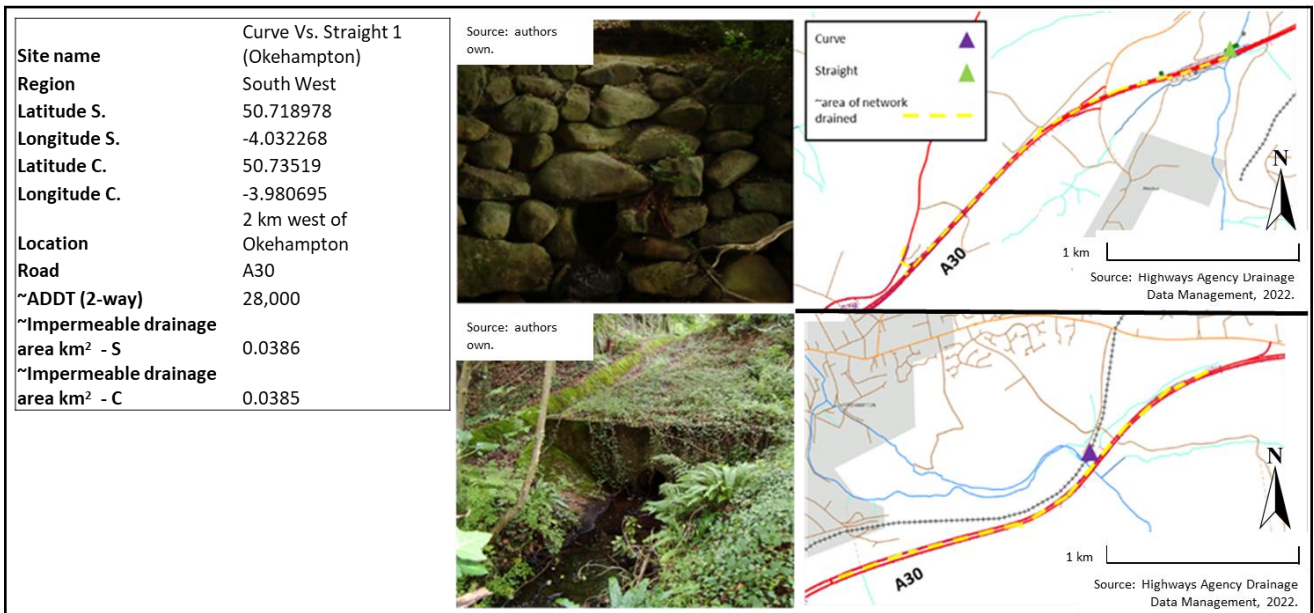 Site name
Curve Vs. Straight 1
(Okehampton)
Region
South West
Latitude S.
50.718978
Longitude S.
-4.032268
Latitude C.
50.73519
Longitude C.
-3.980695
Location
2 km west of
Okehampton
Road
A30
~ADDT (2-way)
28,000
~Impermeable drainage
area km² - S
0.0386
~Impermeable drainage
area km² - C
0.0385
Source: authors
own.
Source: authors
own.
Curve
Straight
~area of network
drained
N
A30
1 km
Source: Highways Agency Drainage
Data Management, 2022.
N
A30
1 km
Source: Highways Agency Drainage
Data Management, 2022.